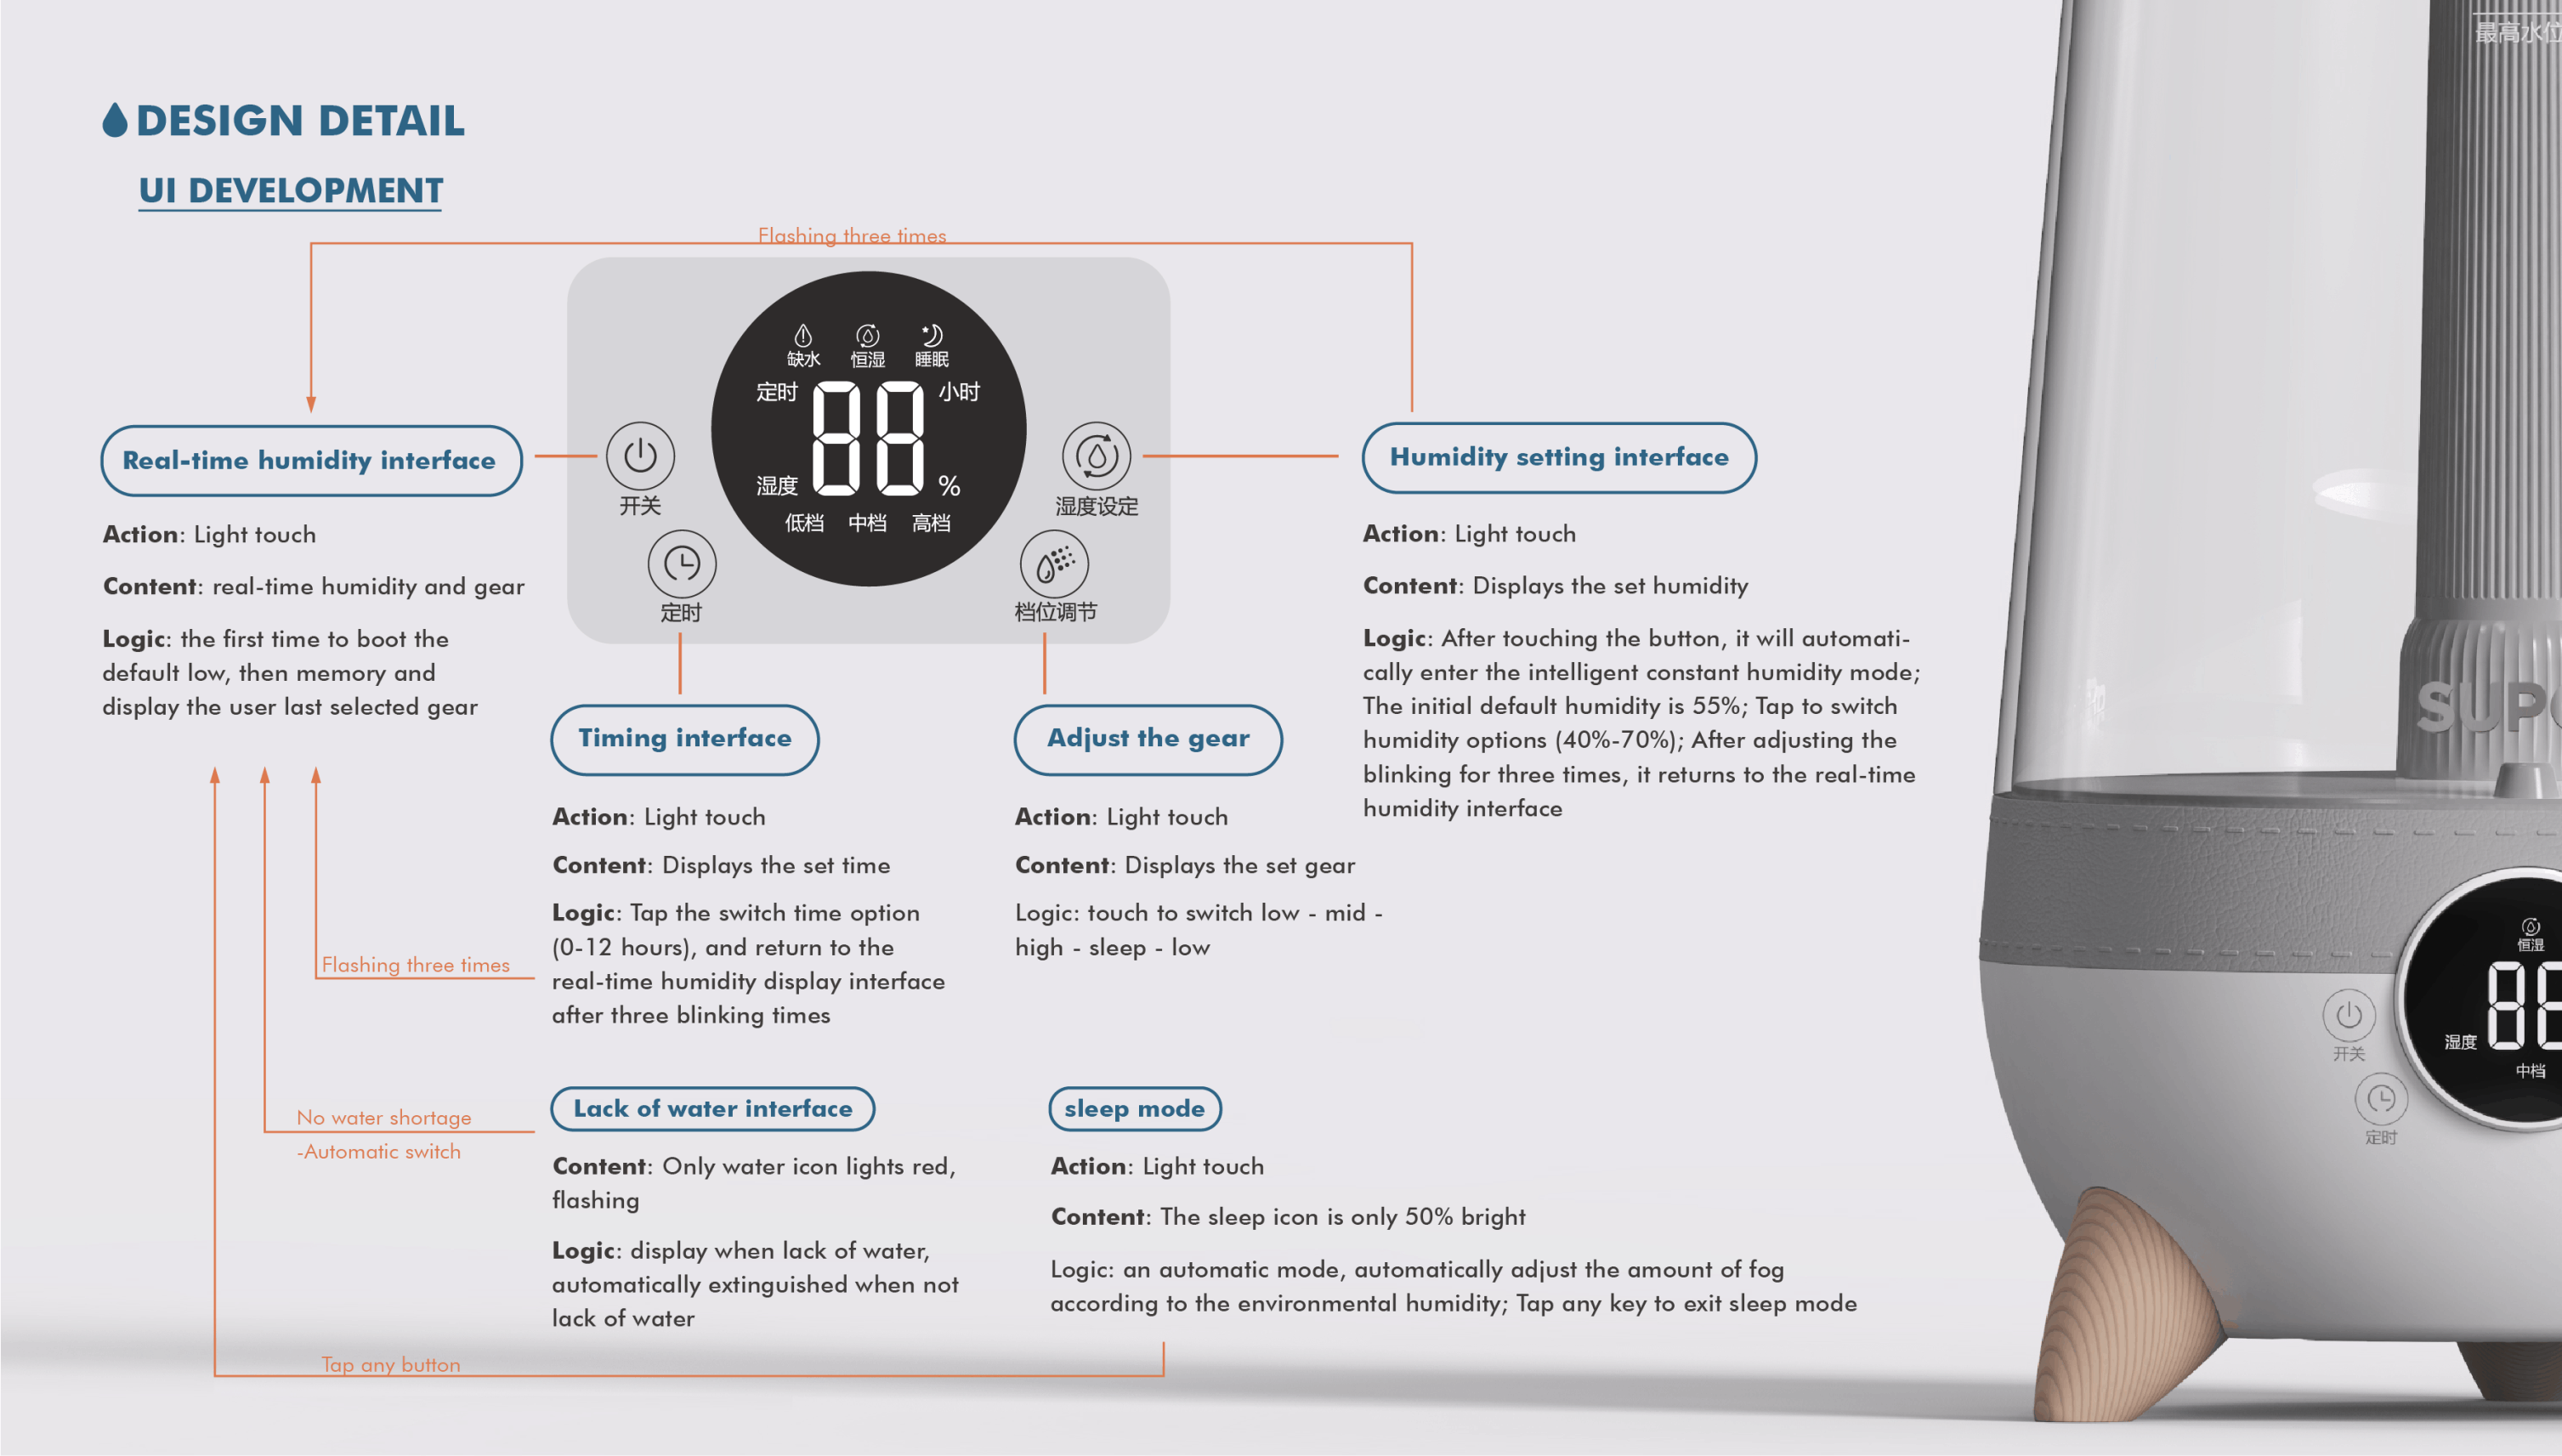 最高水位
DESIGN DETAIL
UI DEVELOPMENT
Flashing three times
缺水 恒湿 睡眠
定时 88 小时
湿度 %
低档 中档 高档
开关
定时
湿度设定
档位调节
Real-time humidity interface
Action: Light touch
Content: real-time humidity and gear
Logic: the first time to boot the
default low, then memory and
display the user last selected gear
Humidity setting interface
Action: Light touch
Content: Displays the set humidity
Logic: After touching the button, it will automati-
cally enter the intelligent constant humidity mode;
The initial default humidity is 55%; Tap to switch
humidity options (40%-70%); After adjusting the
blinking for three times, it returns to the real-time
humidity interface
Timing interface
Action: Light touch
Content: Displays the set time
Logic: Tap the switch time option
(0-12 hours), and return to the
real-time humidity display interface
after three blinking times
Adjust the gear
Action: Light touch
Content: Displays the set gear
Logic: touch to switch low - mid -
high - sleep - low
Flashing three times
No water shortage
-Automatic switch
Lack of water interface
Content: Only water icon lights red,
flashing
Logic: display when lack of water,
automatically extinguished when not
lack of water
sleep mode
Action: Light touch
Content: The sleep icon is only 50% bright
Logic: an automatic mode, automatically adjust the amount of fog
according to the environmental humidity; Tap any key to exit sleep mode
Tap any button
SUP
恒湿
湿度 88
中档
开关
定时